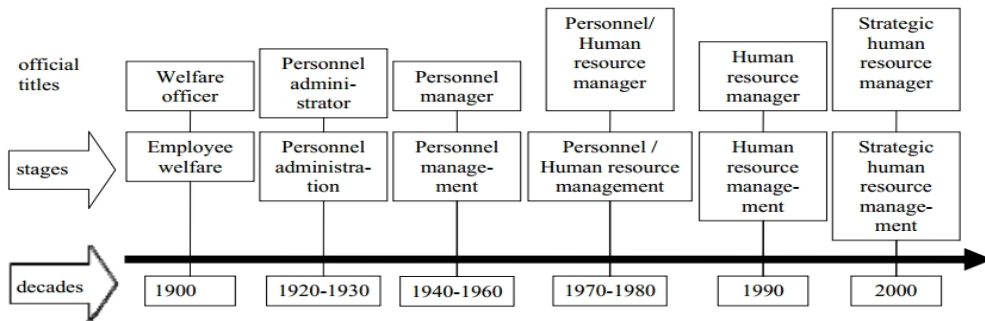 official
titles
Welfare
officer
Personnel
admini-
strator
Personnel
manager
Personnel/
Human
resource
manager
Human
resource
manager
Strategic
human
resource
manager
stages
Employee
welfare
Personnel
administra-
tion
Personnel
manage-
ment
Personnel /
Human resource
management
Human
resource
manage-
ment
Strategic
human
resource
manage-
ment
decades
1900
1920-1930
1940-1960
1970-1980
1990
2000